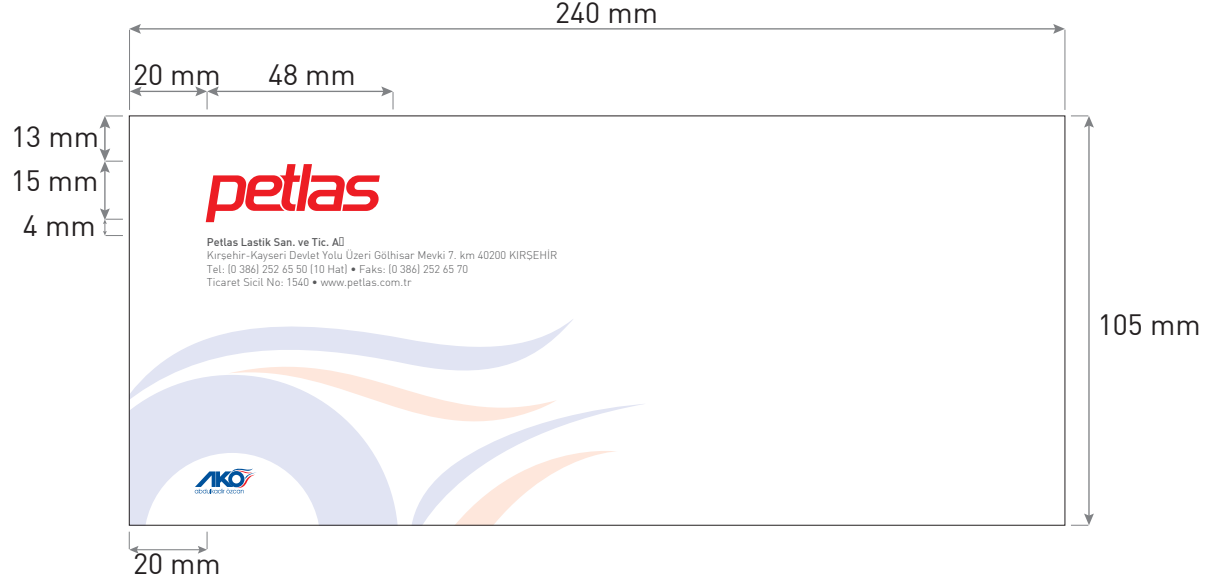 240 mm
20 mm
48 mm
13 mm
15 mm
4 mm
petlas
Petlas Lastik San. ve Tic. A
Kırşehir-Kayseri Devlet Yolu Üzeri Gölhisar Mevki 7. km 40200 KIRŞEHİR
Tel: (0 386) 252 65 50 (10 Hat) • Faks: (0 386) 252 65 70
Ticaret Sicil No: 1540 • www.petlas.com.tr
105 mm
AKO
abdulkadir özcan
20 mm